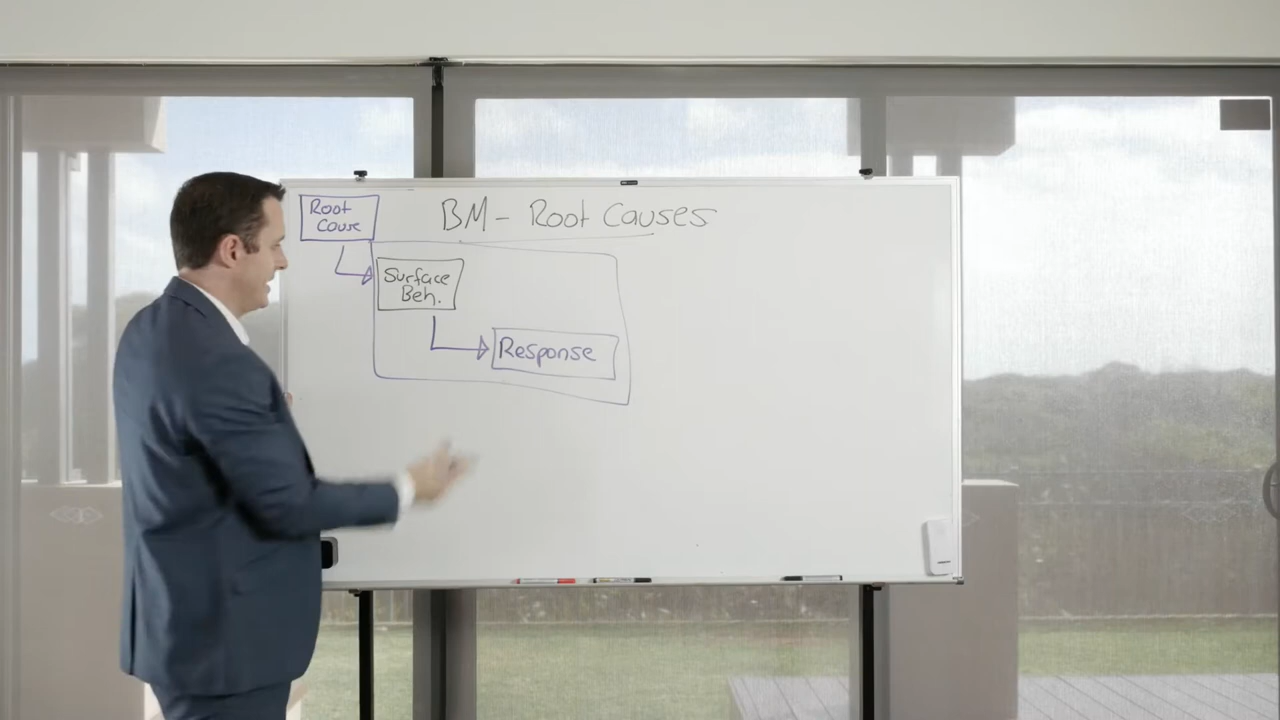 BM - Root Causes
Root
Cause
Surface
Beh.
Response